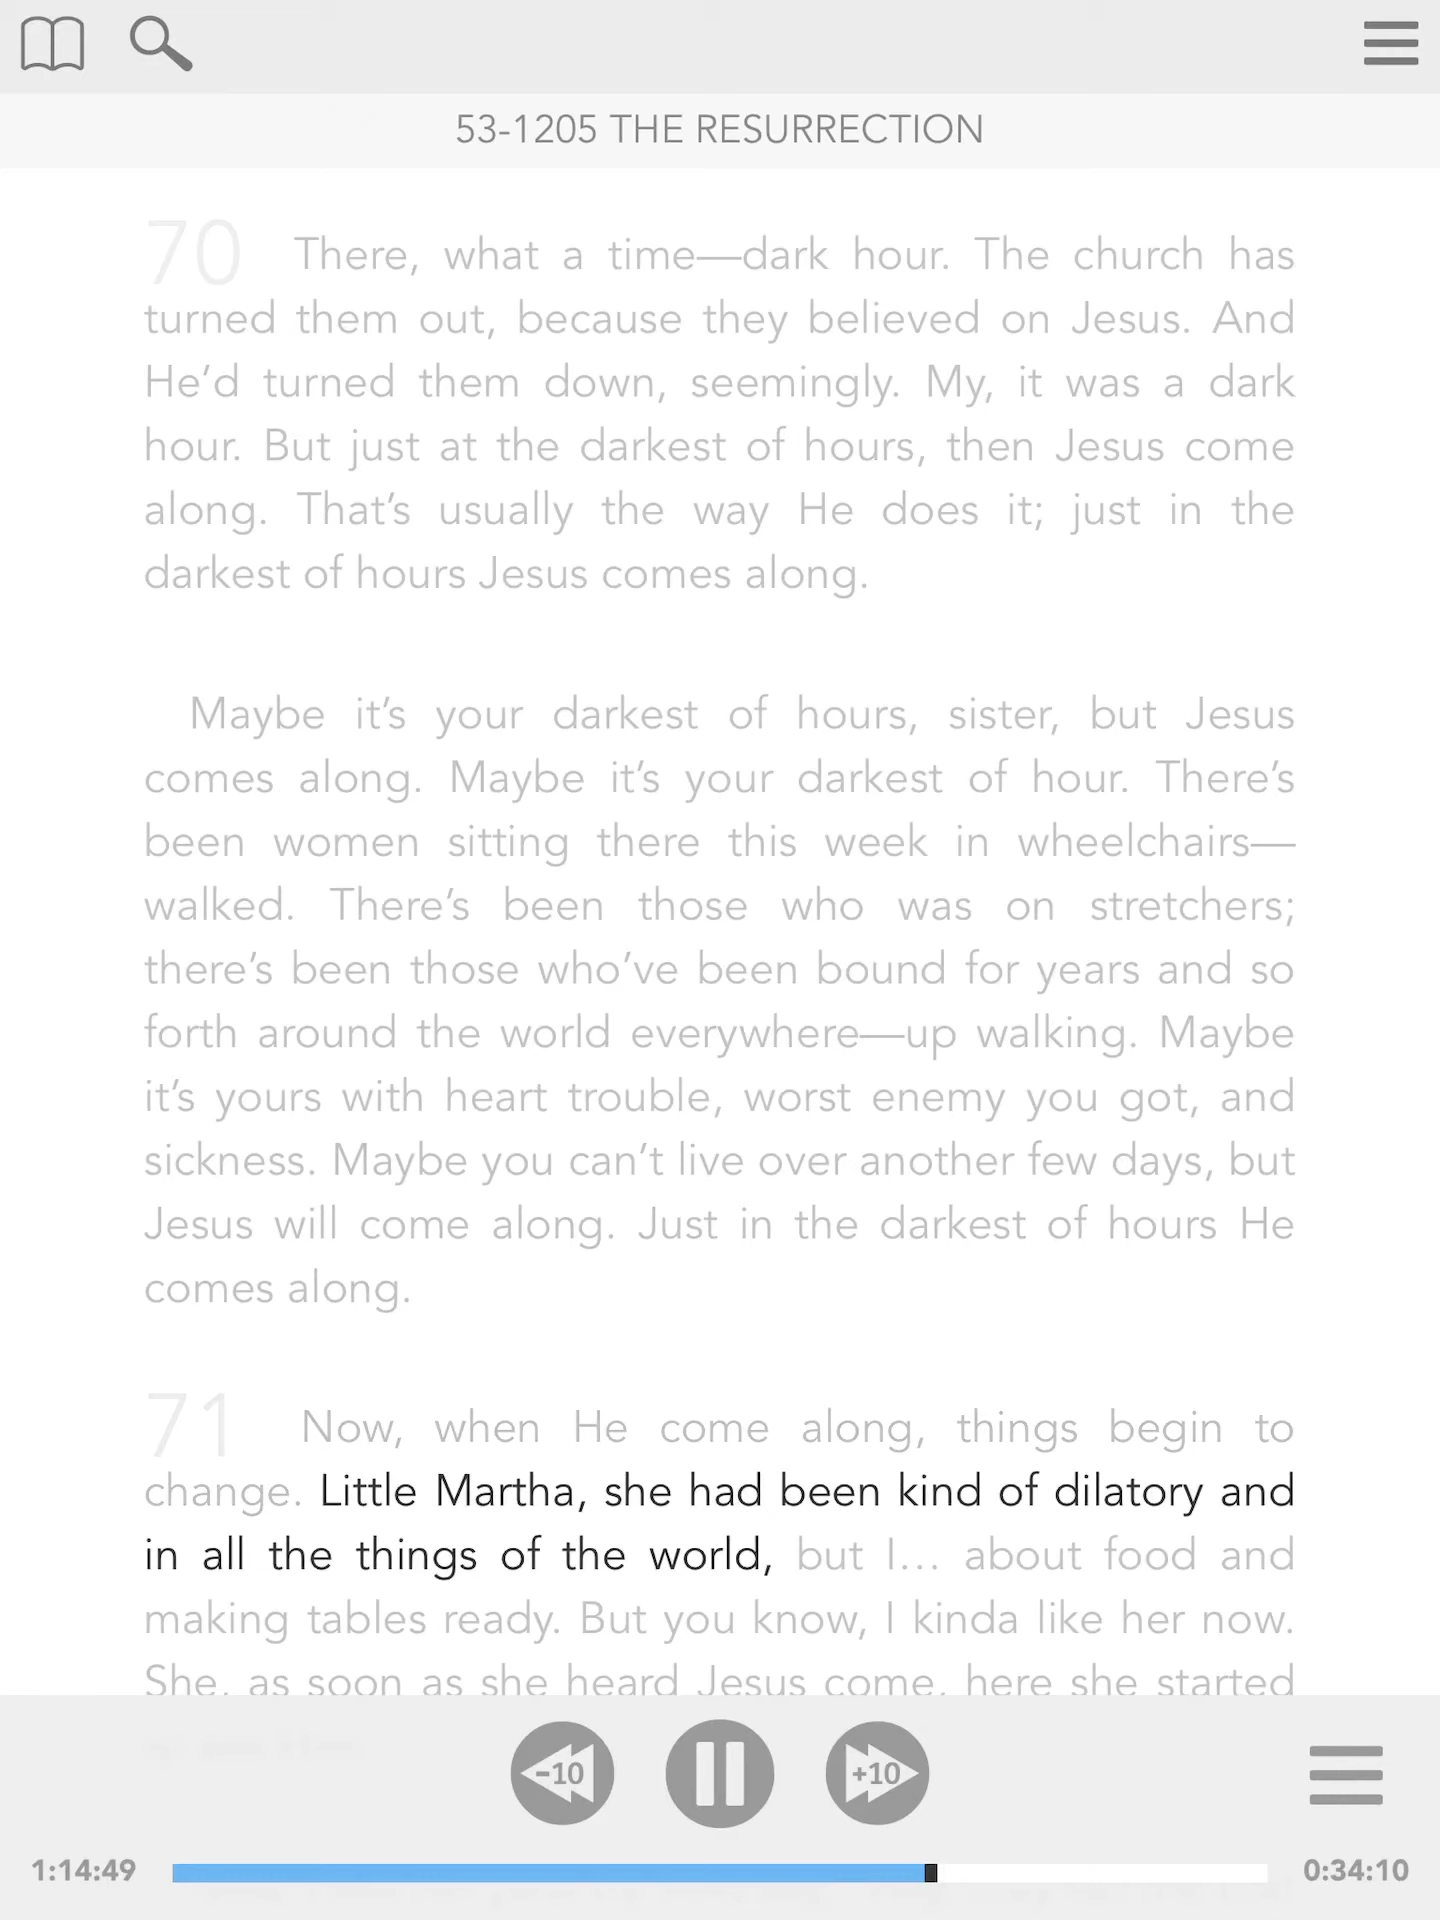 53-1205 THE RESURRECTION
70 There, what a time—dark hour. The church has
turned them out, because they believed on Jesus. And
He’d turned them down, seemingly. My, it was a dark
hour. But just at the darkest of hours, then Jesus come
along. That’s usually the way He does it; just in the
darkest of hours Jesus comes along.
Maybe it’s your darkest of hours, sister, but Jesus
comes along. Maybe it’s your darkest of hour. There’s
been women sitting there this week in wheelchairs—
walked. There’s been those who was on stretchers;
there’s been those who’ve been bound for years and so
forth around the world everywhere—up walking. Maybe
it’s yours with heart trouble, worst enemy you got, and
sickness. Maybe you can’t live over another few days, but
Jesus will come along. Just in the darkest of hours He
comes along.
71 Now, when He come along, things begin to
change. Little Martha, she had been kind of dilatory and
in all the things of the world, but I… about food and
making tables ready. But you know, I kinda like her now.
She, as soon as she heard Jesus come, here she started
-10 +10
1:14:49 0:34:10